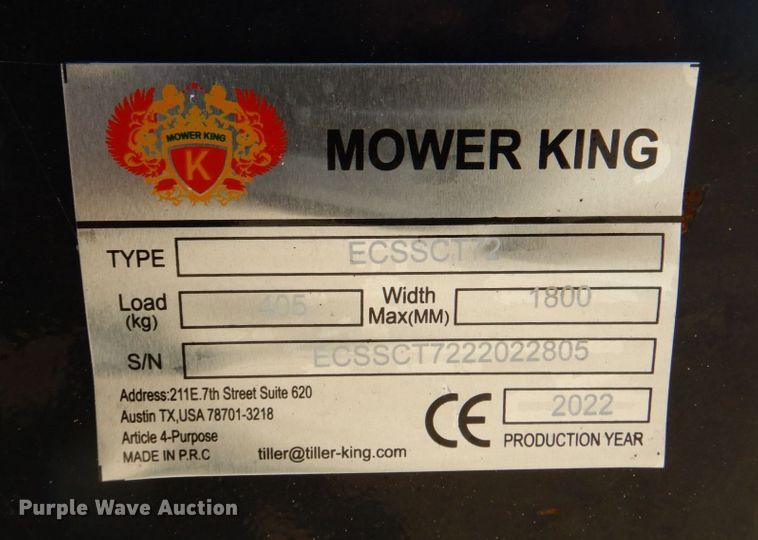 MOWER KING
K
MOWER KING
TYPE ECSSCT72
Load (kg) 405 Width Max(MM) 1800
S/N ECSSCT7222022805
Address:211E.7th Street Suite 620
Austin TX,USA 78701-3218
Article 4-Purpose
MADE IN P.R.C tiller@tiller-king.com
CE 2022
PRODUCTION YEAR
Purple Wave Auction